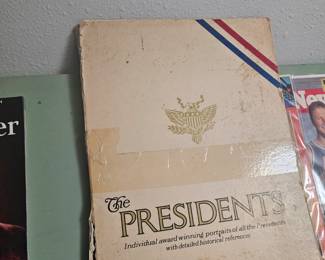 The
PRESIDENTS
Individual award winning portraits of all the Presidents
with detailed historical references
er